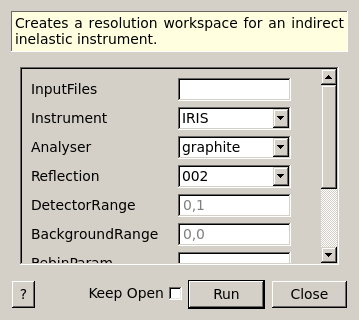 Creates a resolution workspace for an indirect
inelastic instrument.
InputFiles
Instrument IRIS
Analyser graphite
Reflection 002
DetectorRange 0,1
BackgroundRange 0,0
RebinParam
? Keep Open Run Close